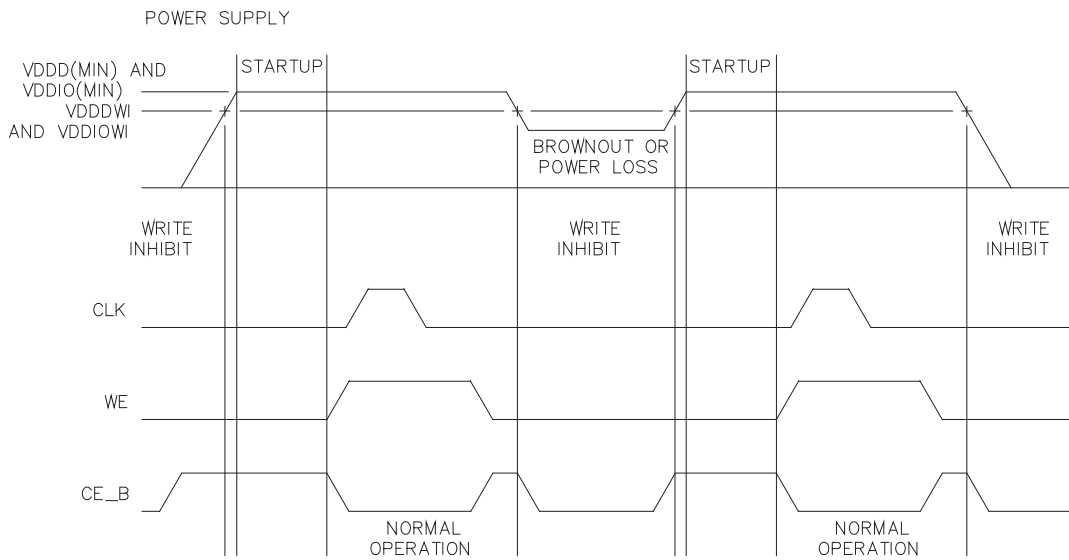 POWER SUPPLY
VDDD(MIN) AND
VDDIO(MIN)
VDDDWI
AND VDDIOWI
STARTUP
STARTUP
BROWNOUT OR
POWER LOSS
WRITE
INHIBIT
WRITE
INHIBIT
WRITE
INHIBIT
CLK
WE
CE_B
NORMAL
OPERATION
NORMAL
OPERATION